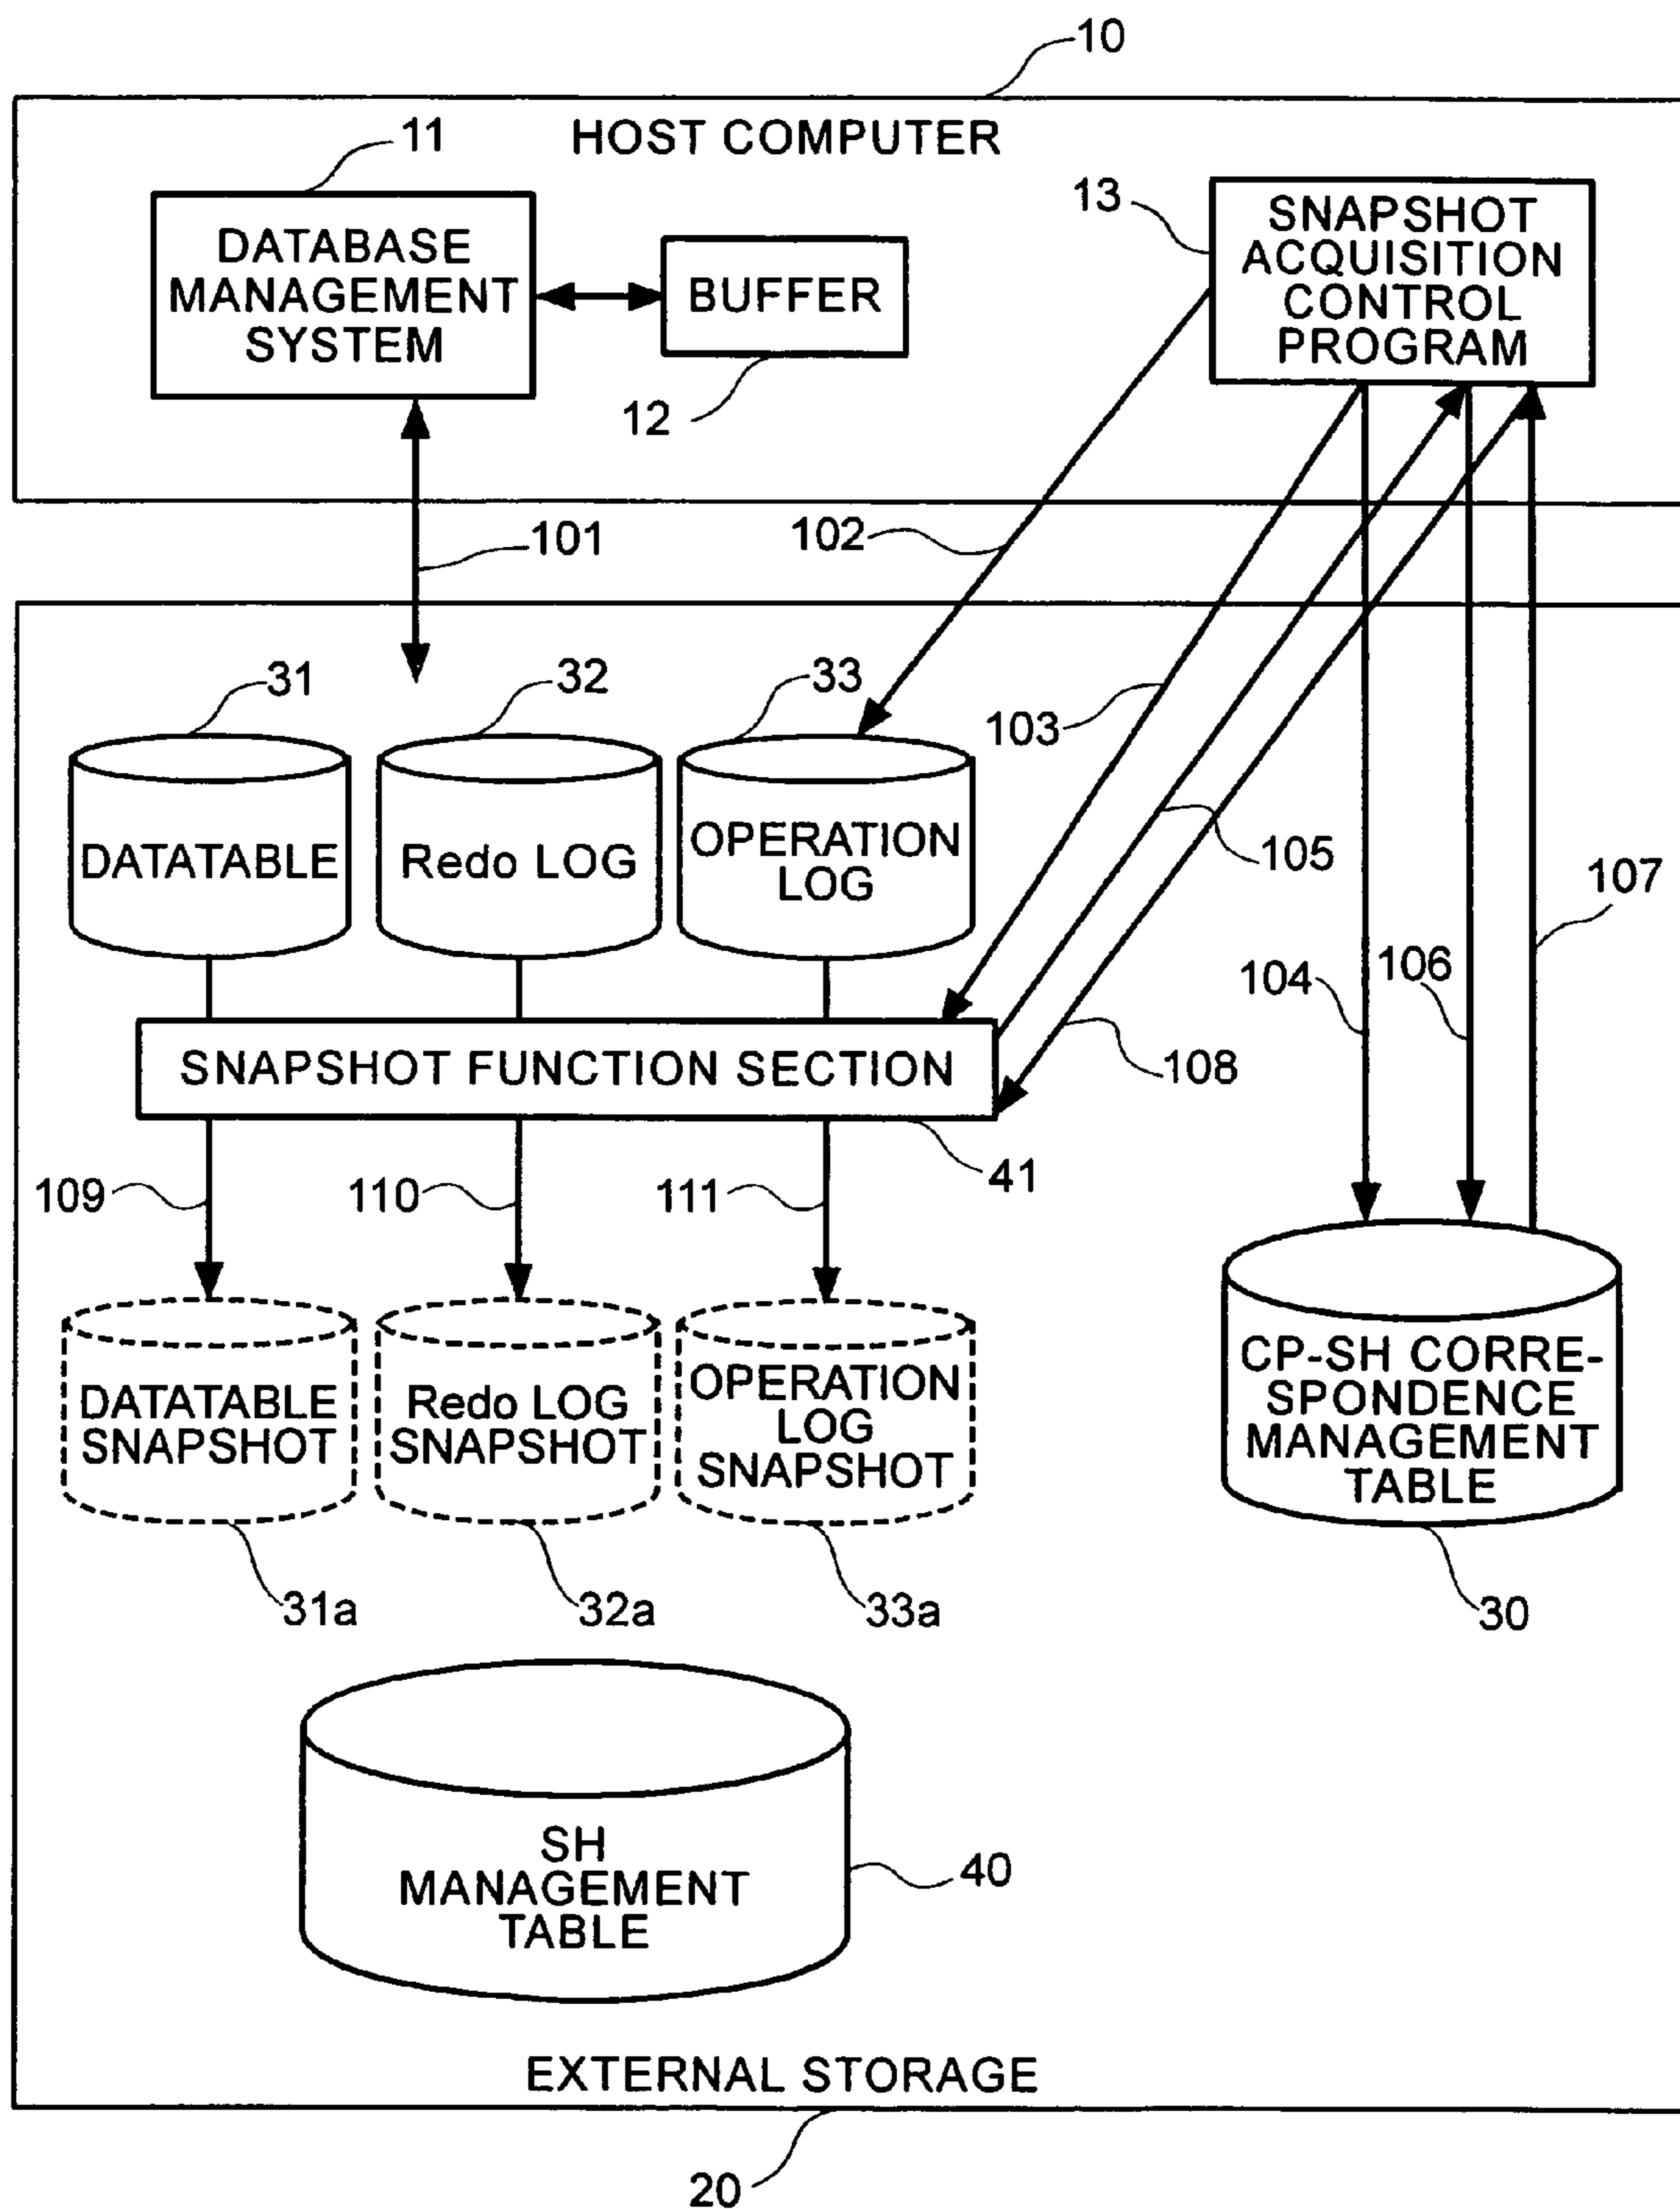 10
HOST COMPUTER
11
DATABASE
MANAGEMENT
SYSTEM
BUFFER
12
13
SNAPSHOT
ACQUISITION
CONTROL
PROGRAM
101
102
31
32
33
103
DATATABLE
Redo LOG
OPERATION
LOG
105
107
104
106
108
SNAPSHOT FUNCTION SECTION
41
109
110
111
DATATABLE
SNAPSHOT
Redo LOG
SNAPSHOT
OPERATION
LOG
SNAPSHOT
CP-SH CORRE-
SPONDENCE
MANAGEMENT
TABLE
31a
32a
33a
30
SH
MANAGEMENT
TABLE
40
EXTERNAL STORAGE
20